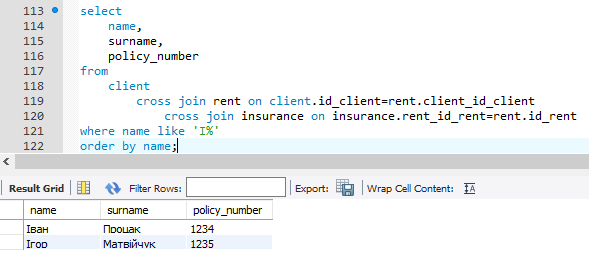 113 select
114 name,
115 surname,
116 policy_number
117 from
118 client
119 cross join rent on client.id_client=rent.client_id_client
120 cross join insurance on insurance.rent_id_rent=rent.id_rent
121 where name like 'І%'
122 order by name;
Result Grid Filter Rows: Export: Wrap Cell Content: IA
name surname policy_number
Іван Процак 1234
Ігор Матвійчук 1235